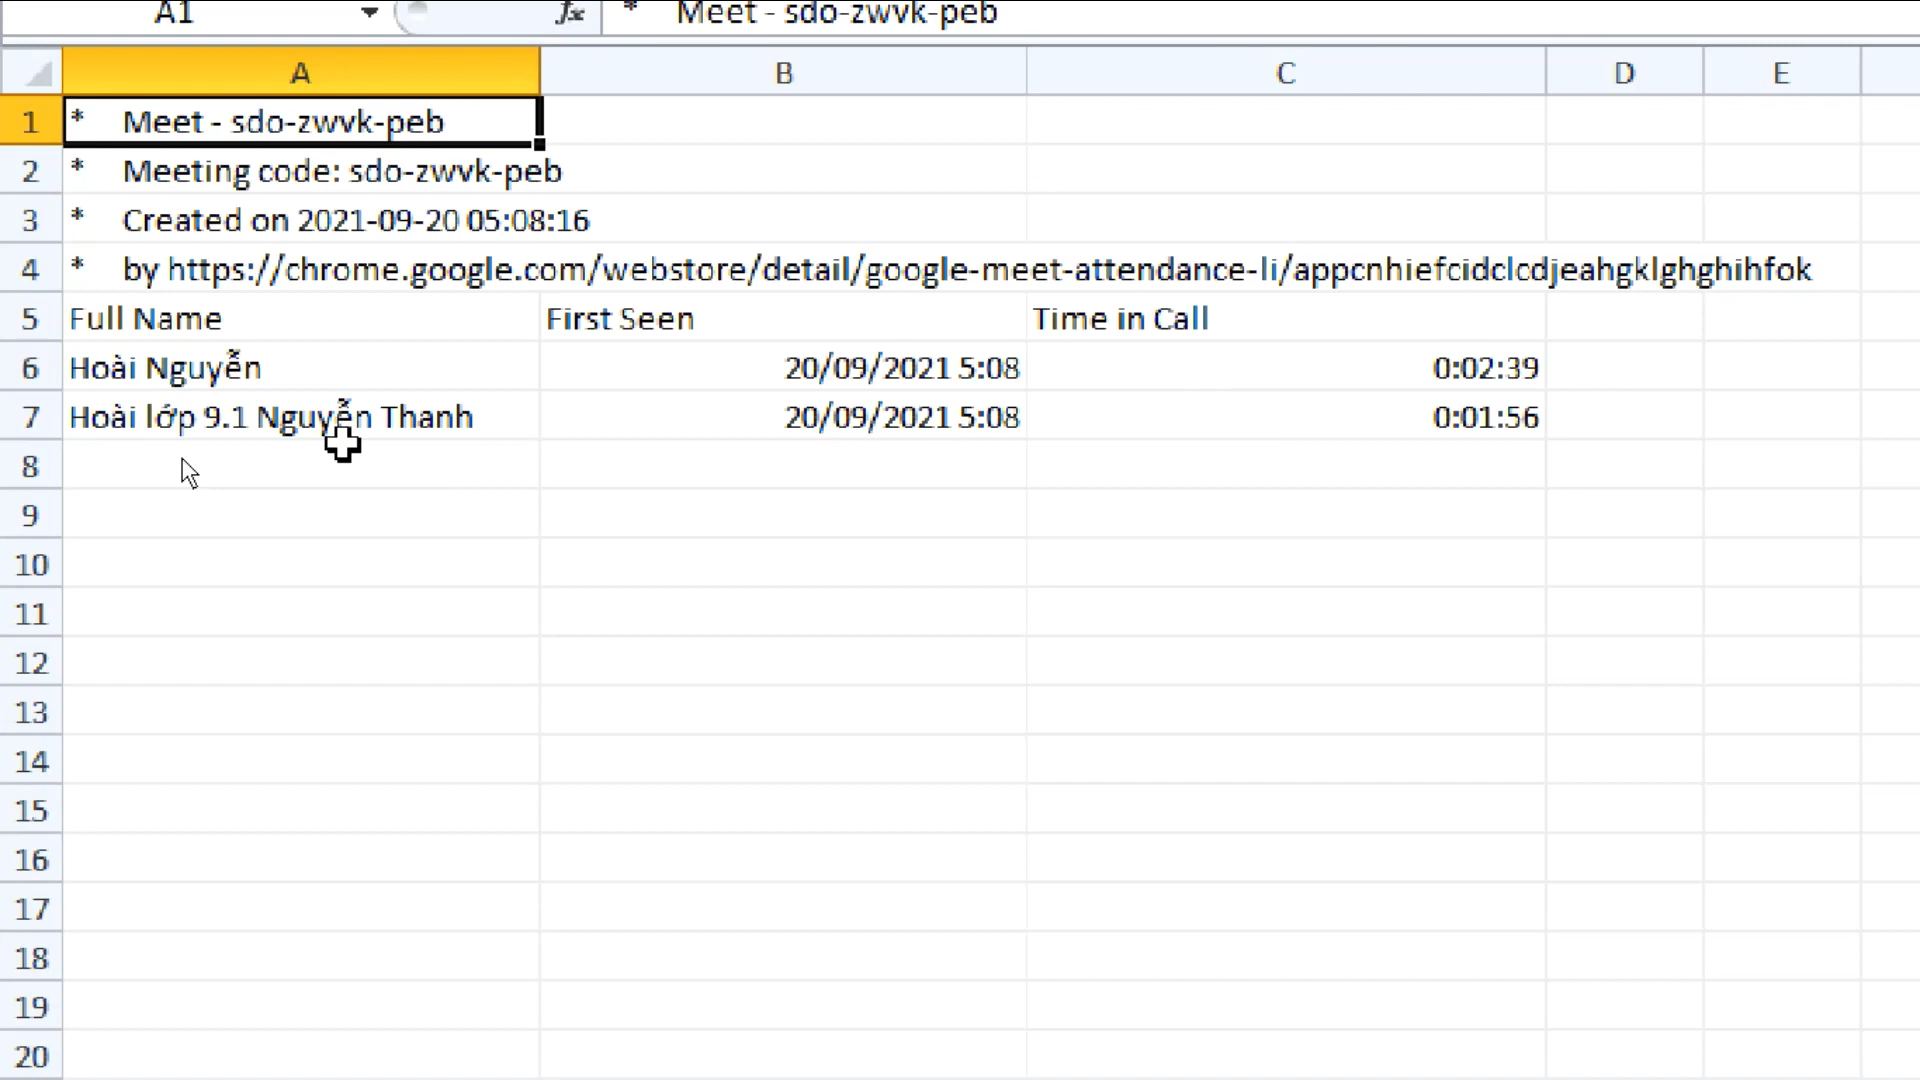 A1 fx * Meet - sdo-zwvk-peb
A B C D E
1 * Meet - sdo-zwvk-peb
2 * Meeting code: sdo-zwvk-peb
3 * Created on 2021-09-20 05:08:16
4 * by https://chrome.google.com/webstore/detail/google-meet-attendance-li/appcnhiefcidclcdjeahgklghghihfok
5 Full Name First Seen Time in Call
6 Hoài Nguyễn 20/09/2021 5:08 0:02:39
7 Hoài lớp 9.1 Nguyễn Thanh 20/09/2021 5:08 0:01:56
8
9
10
11
12
13
14
15
16
17
18
19
20